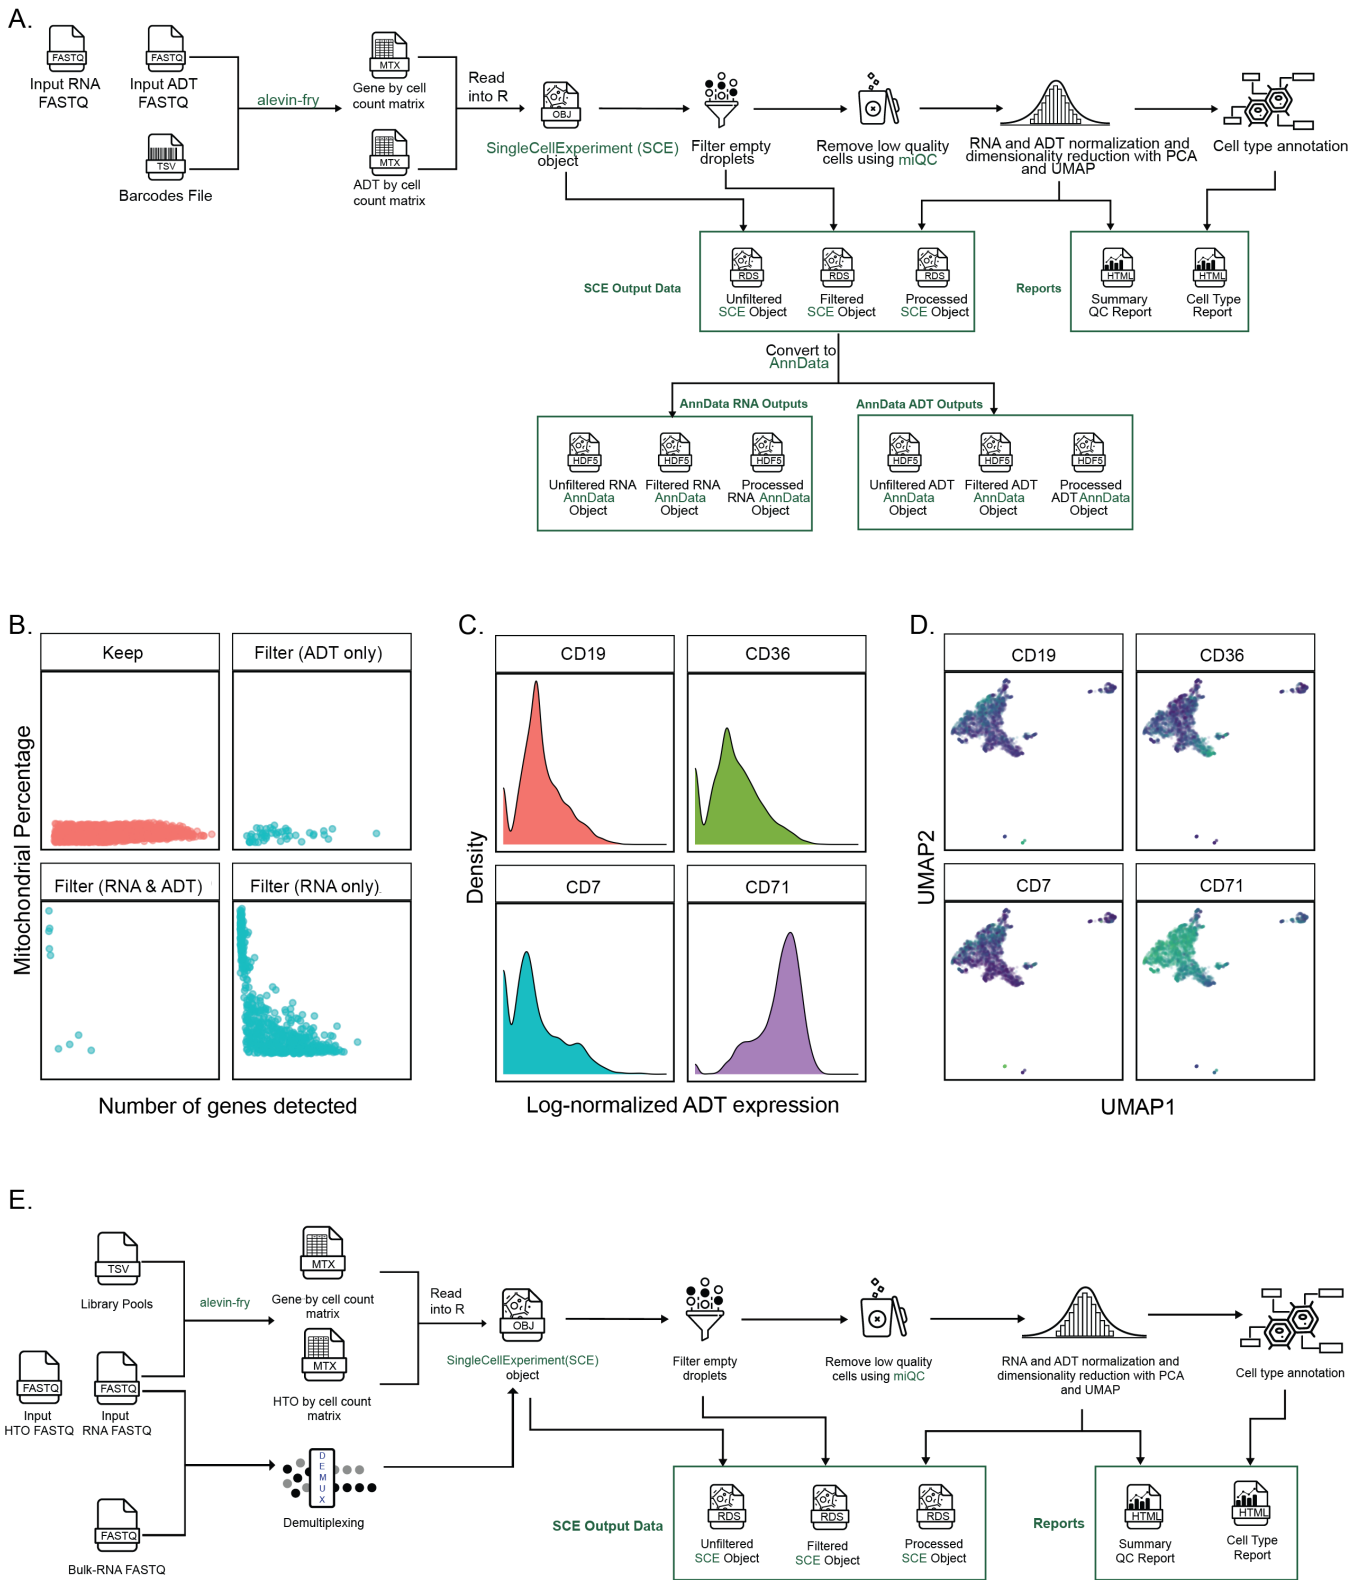 A.
FASTQ
Input RNA
FASTQ
FASTQ
Input ADT
FASTQ
TSV
Barcodes File
alevin-fry
MTX
Gene by cell
count matrix
MTX
ADT by cell
count matrix
Read
into R
OBJ
SingleCellExperiment (SCE)
object
Filter empty
droplets
Remove low quality
cells using miQC
RNA and ADT normalization and
dimensionality reduction with PCA
and UMAP
Cell type annotation
SCE Output Data
RDS
Unfiltered
SCE Object
RDS
Filtered
SCE Object
RDS
Processed
SCE Object
Reports
HTML
Summary
QC Report
HTML
Cell Type
Report
Convert to
AnnData
AnnData RNA Outputs
HDF5
Unfiltered RNA
AnnData
Object
HDF5
Filtered RNA
AnnData
Object
HDF5
Processed
RNA AnnData
Object
AnnData ADT Outputs
HDF5
Unfiltered ADT
AnnData
Object
HDF5
Filtered ADT
AnnData
Object
HDF5
Processed
ADT AnnData
Object
B.
Keep
Filter (ADT only)
Filter (RNA & ADT)
Filter (RNA only)
Mitochondrial Percentage
Number of genes detected
C.
CD19
CD36
CD7
CD71
Density
Log-normalized ADT expression
D.
CD19
CD36
CD7
CD71
UMAP2
UMAP1
E.
TSV
Library Pools
FASTQ
Input
HTO FASTQ
FASTQ
Input
RNA FASTQ
FASTQ
Bulk-RNA FASTQ
alevin-fry
MTX
Gene by cell count
matrix
MTX
HTO by cell count
matrix
DEMUX
Demultiplexing
Read
into R
OBJ
SingleCellExperiment(SCE)
object
Filter empty
droplets
Remove low quality
cells using miQC
RNA and ADT normalization and
dimensionality reduction with PCA
and UMAP
Cell type annotation
SCE Output Data
RDS
Unfiltered
SCE Object
RDS
Filtered
SCE Object
RDS
Processed
SCE Object
Reports
HTML
Summary
QC Report
HTML
Cell Type
Report